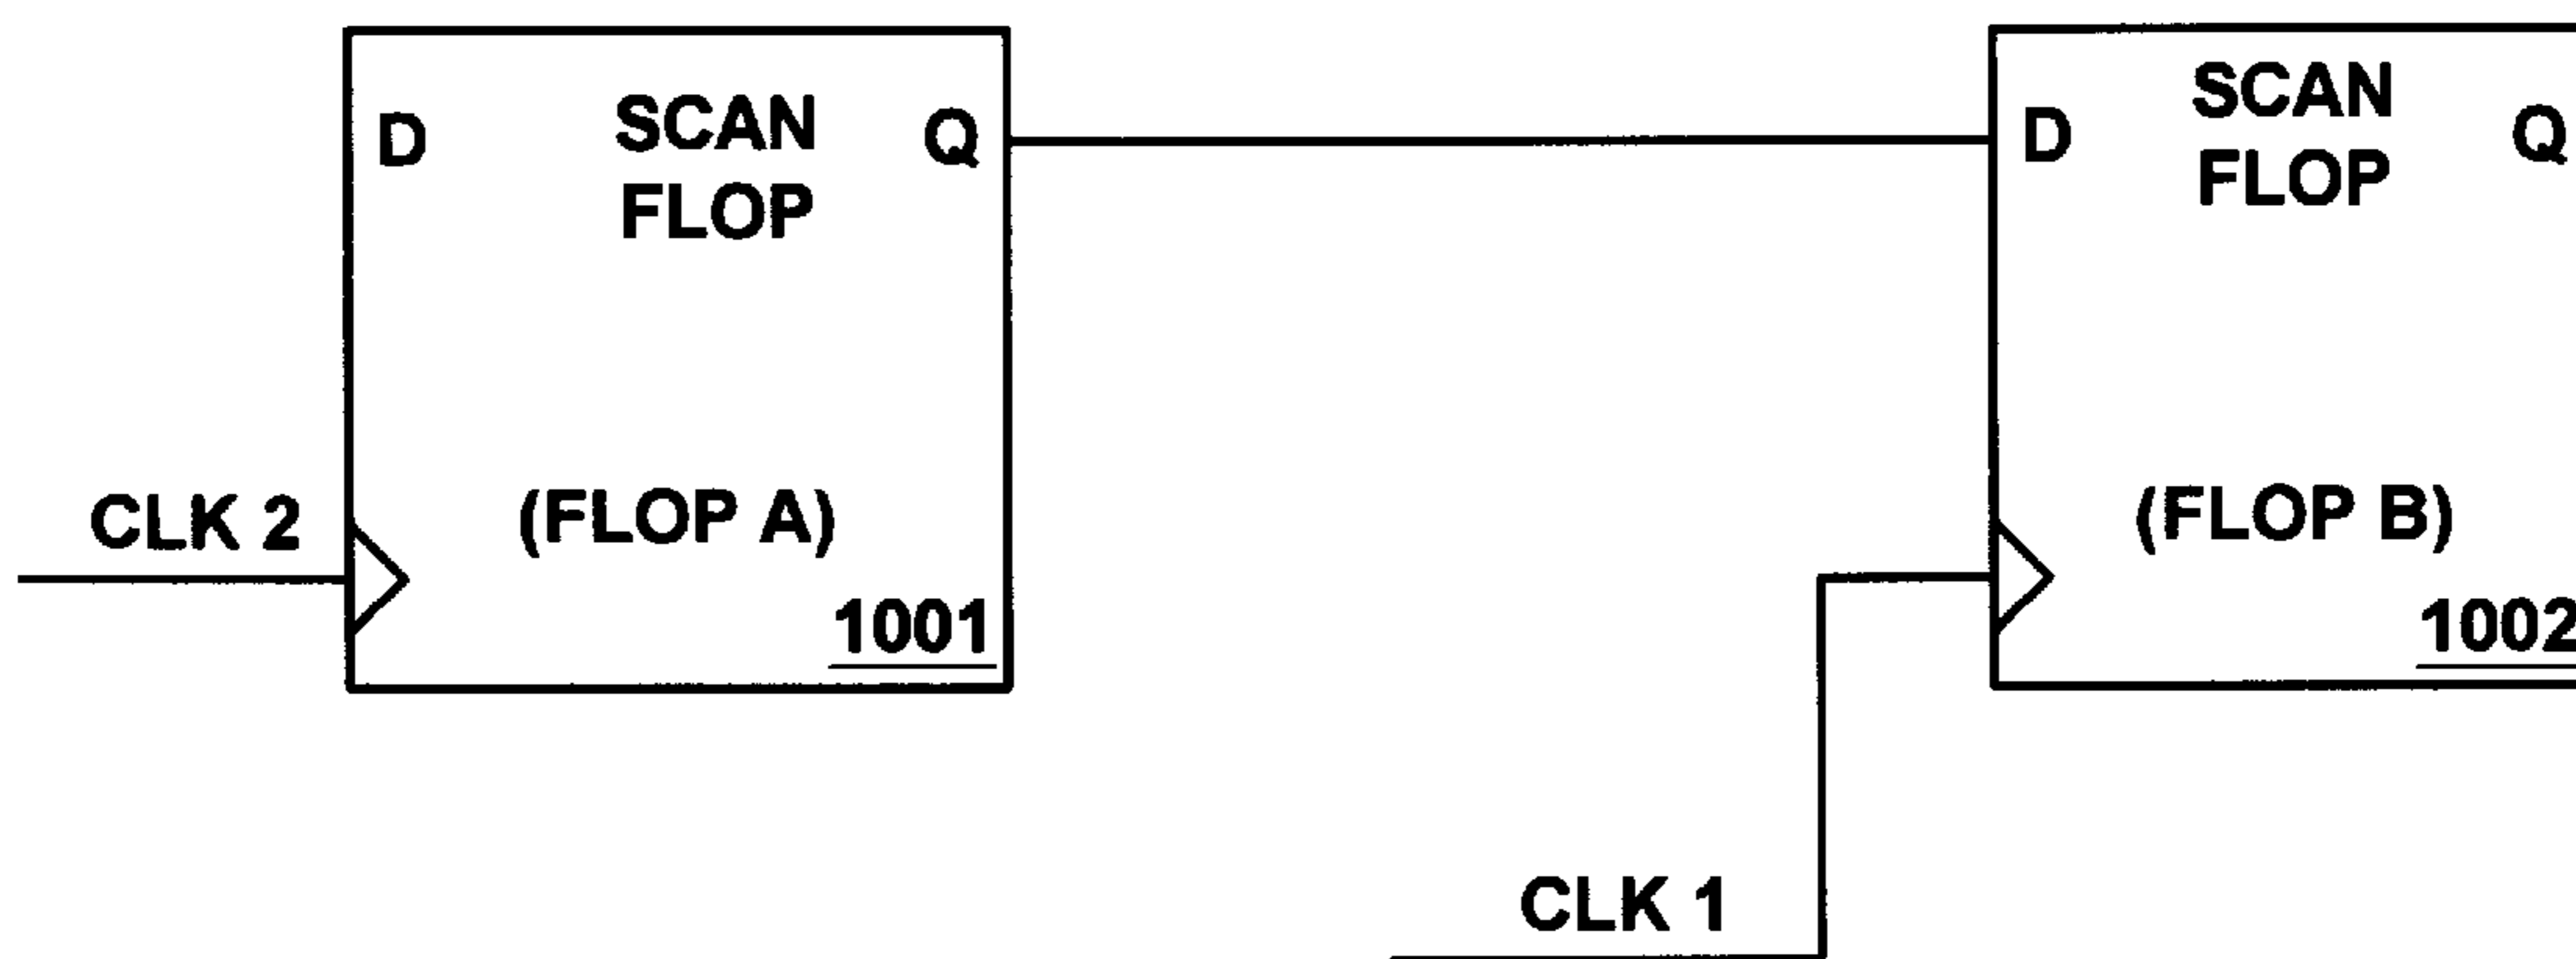 D
SCAN
FLOP
Q
CLK 2
(FLOP A)
1001
D
SCAN
FLOP
Q
(FLOP B)
1002
CLK 1